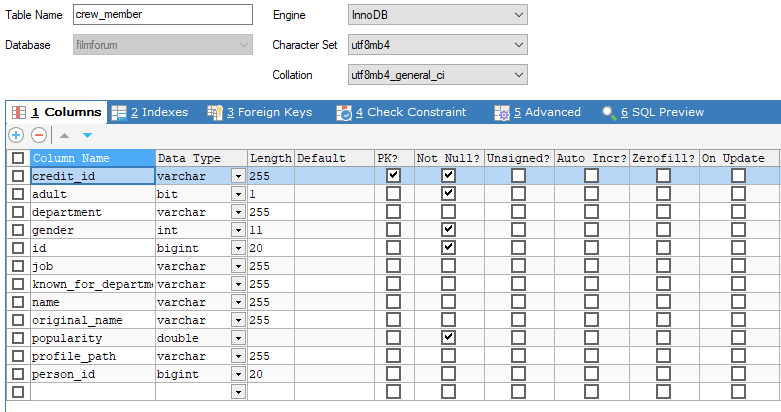 Table Name crew_member Engine InnoDB
Database filmforum Character Set utf8mb4
Collation utf8mb4_general_ci
1 Columns 2 Indexes 3 Foreign Keys 4 Check Constraint 5 Advanced 6 SQL Preview
Column Name Data Type Length Default PK? Not Null? Unsigned? Auto Incr? Zerofill? On Update
credit_id varchar 255
adult bit 1
department varchar 255
gender int 11
id bigint 20
job varchar 255
known_for_departme varchar 255
name varchar 255
original_name varchar 255
popularity double
profile_path varchar 255
person_id bigint 20